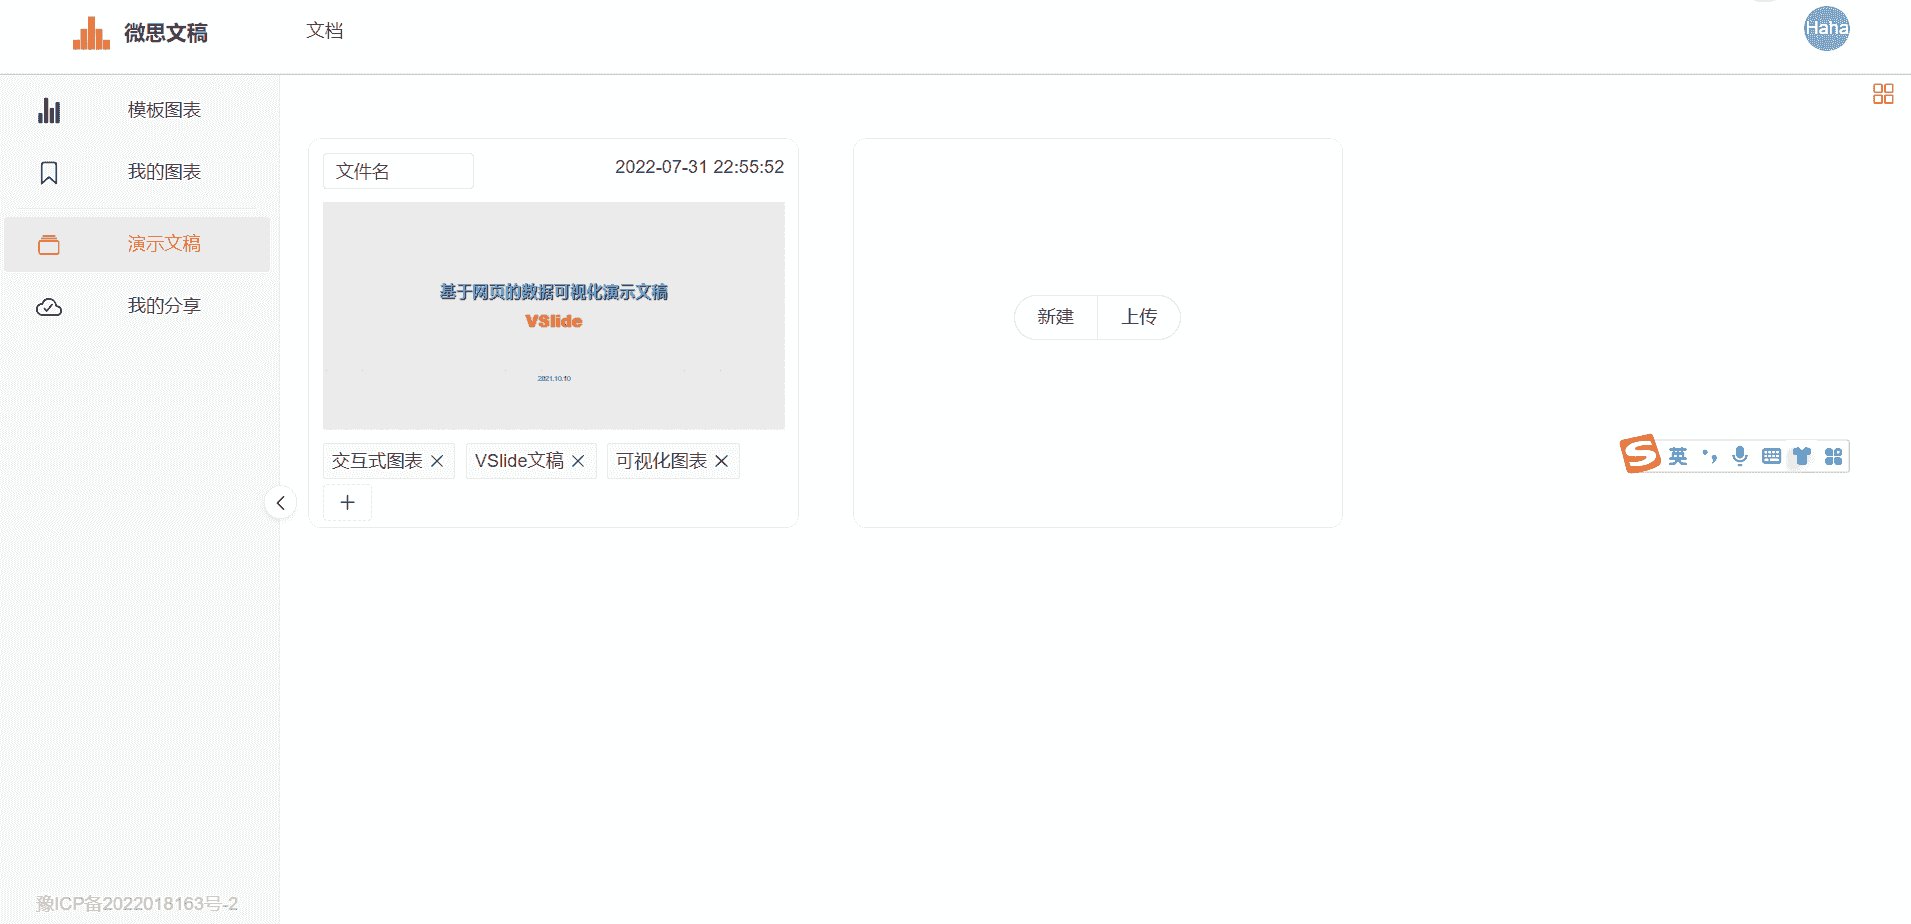 微思文稿
文档
Hana
模板图表
我的图表
演示文稿
我的分享
文件名
2022-07-31 22:55:52
基于网页的数据可视化演示文稿
VSlide
2021.10.10
交互式图表
VSlide文稿
可视化图表
新建
上传
英
豫ICP备2022018163号-2